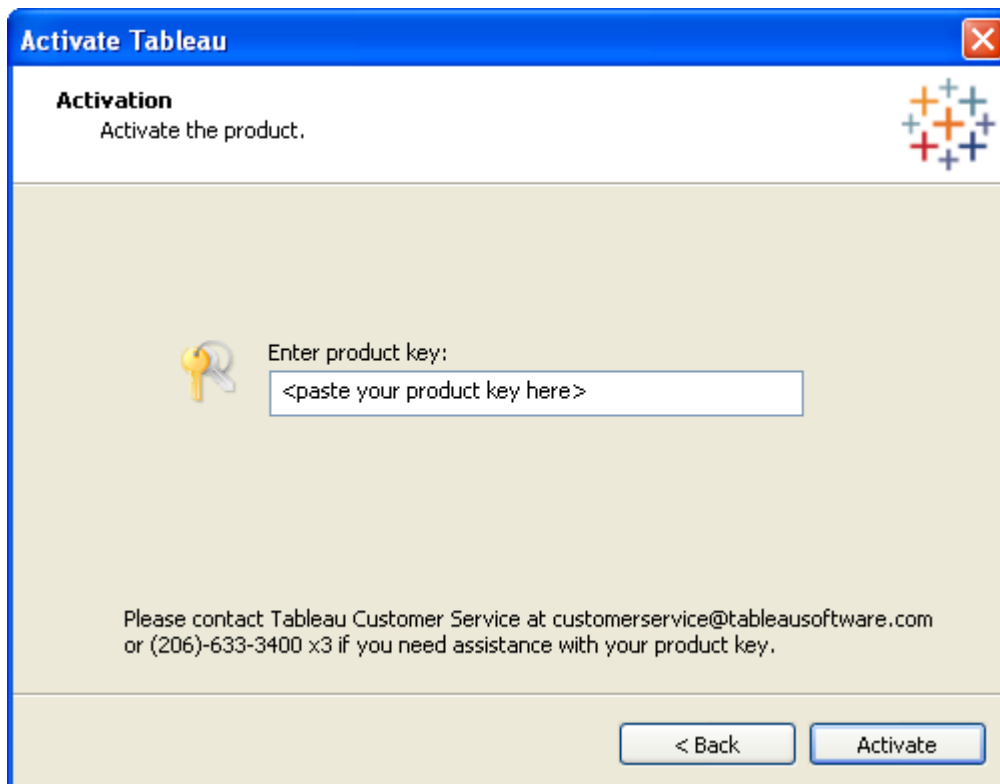 Activate Tableau
Activation
Activate the product.
Enter product key:
<paste your product key here>
Please contact Tableau Customer Service at customerservice@tableausoftware.com
or (206)-633-3400 x3 if you need assistance with your product key.
< Back
Activate